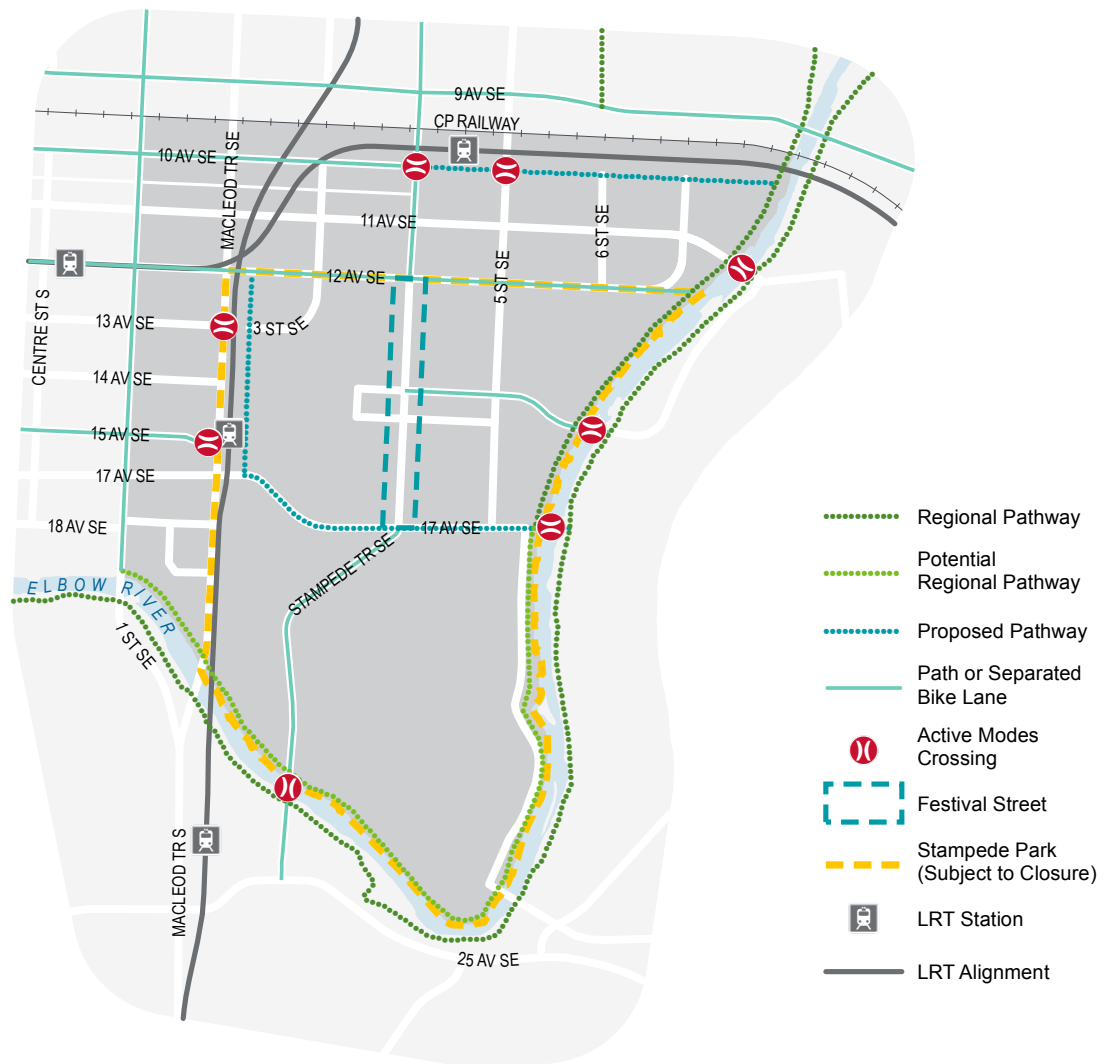 9 AV SE
CP RAILWAY
10 AV SE
MACLEOD TR SE
11 AV SE
6 ST SE
5 ST SE
12 AV SE
CENTRE ST S
13 AV SE
3 ST SE
14 AV SE
15 AV SE
17 AV SE
18 AV SE
17 AV SE
STAMPEDE TR SE
ELBOW RIVER
1 ST SE
MACLEOD TR S
25 AV SE
Regional Pathway
Potential
Regional Pathway
Proposed Pathway
Path or Separated
Bike Lane
Active Modes
Crossing
Festival Street
Stampede Park
(Subject to Closure)
LRT Station
LRT Alignment